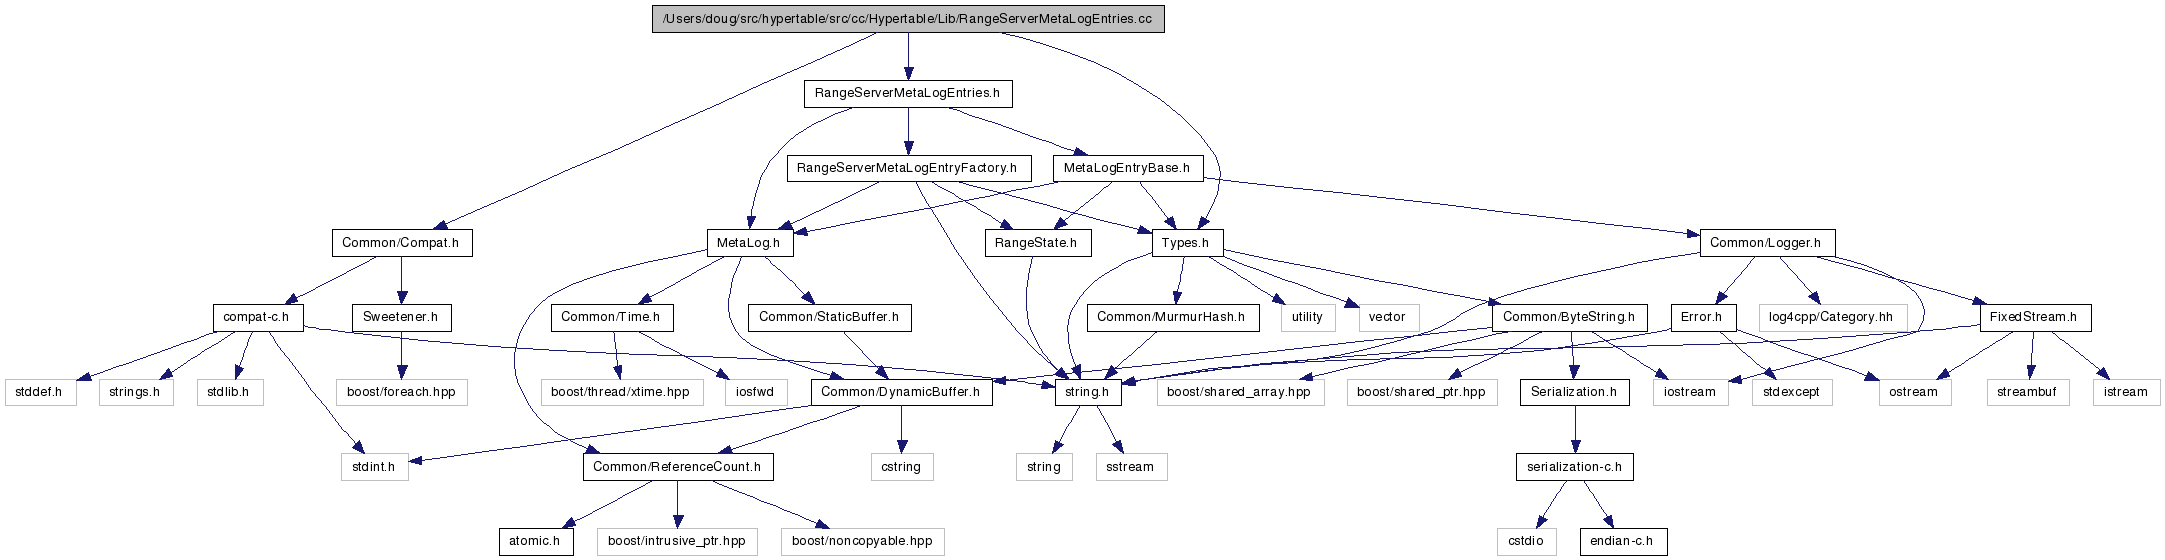 /Users/doug/src/hypertable/src/cc/Hypertable/Lib/RangeServerMetaLogEntries.cc
RangeServerMetaLogEntries.h
RangeServerMetaLogEntryFactory.h
MetaLogEntryBase.h
Common/Compat.h
MetaLog.h
RangeState.h
Types.h
Common/Logger.h
compat-c.h
Sweetener.h
Common/Time.h
Common/StaticBuffer.h
Common/MurmurHash.h
utility
vector
Common/ByteString.h
Error.h
log4cpp/Category.hh
FixedStream.h
stddef.h
strings.h
stdlib.h
boost/foreach.hpp
boost/thread/xtime.hpp
iosfwd
Common/DynamicBuffer.h
string.h
boost/shared_array.hpp
boost/shared_ptr.hpp
Serialization.h
iostream
stdexcept
ostream
streambuf
istream
stdint.h
Common/ReferenceCount.h
cstring
string
sstream
serialization-c.h
atomic.h
boost/intrusive_ptr.hpp
boost/noncopyable.hpp
cstdio
endian-c.h